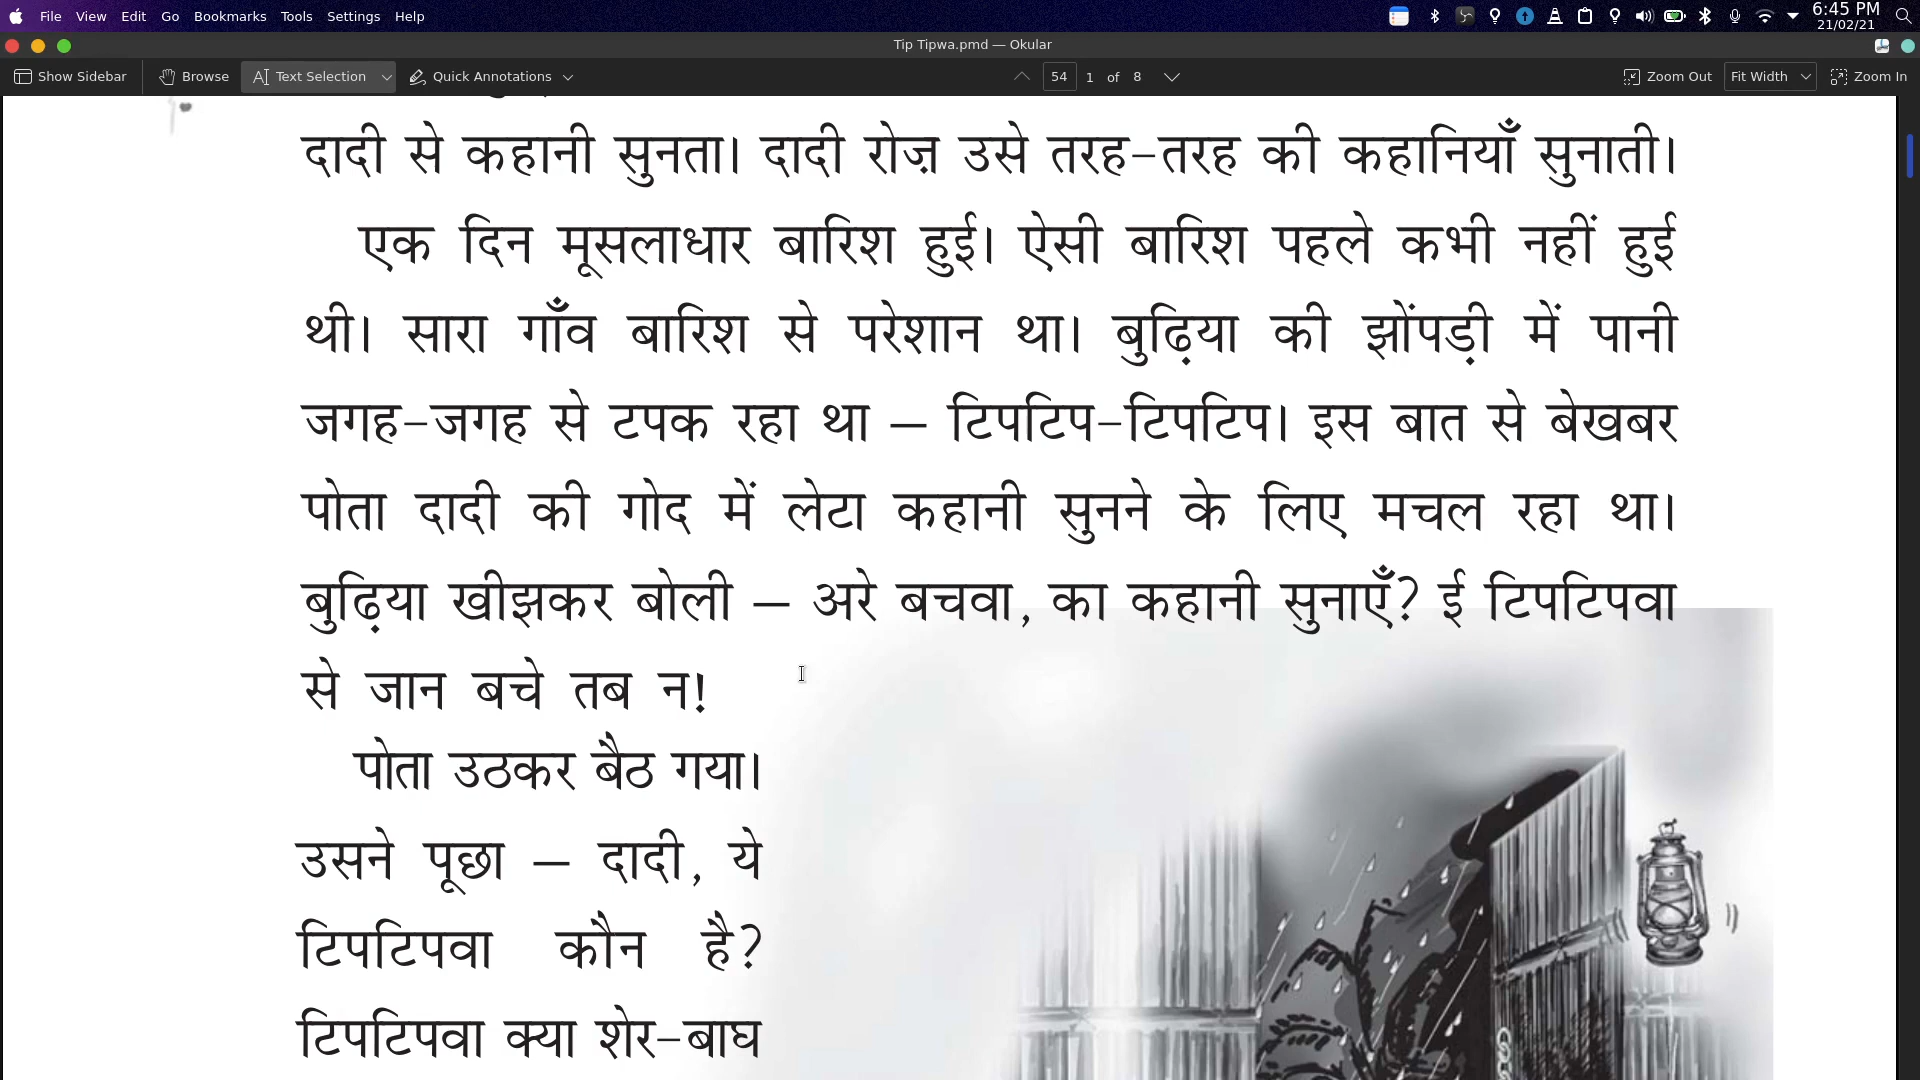 File View Edit Go Bookmarks Tools Settings Help 6:45 PM
21/02/21
Tip Tipwa.pmd — Okular
Show Sidebar Browse Text Selection Quick Annotations 54 1 of 8 Zoom Out Fit Width Zoom In
दादी से कहानी सुनता। दादी रोज़ उसे तरह-तरह की कहानियाँ सुनाती।
एक दिन मूसलाधार बारिश हुई। ऐसी बारिश पहले कभी नहीं हुई
थी। सारा गाँव बारिश से परेशान था। बुढ़िया की झोंपड़ी में पानी
जगह-जगह से टपक रहा था — टिपटिप-टिपटिप। इस बात से बेखबर
पोता दादी की गोद में लेटा कहानी सुनने के लिए मचल रहा था।
बुढ़िया खीझकर बोली — अरे बचवा, का कहानी सुनाएँ? ई टिपटिपवा
से जान बचे तब न!
पोता उठकर बैठ गया।
उसने पूछा — दादी, ये
टिपटिपवा कौन है?
टिपटिपवा क्या शेर-बाघ